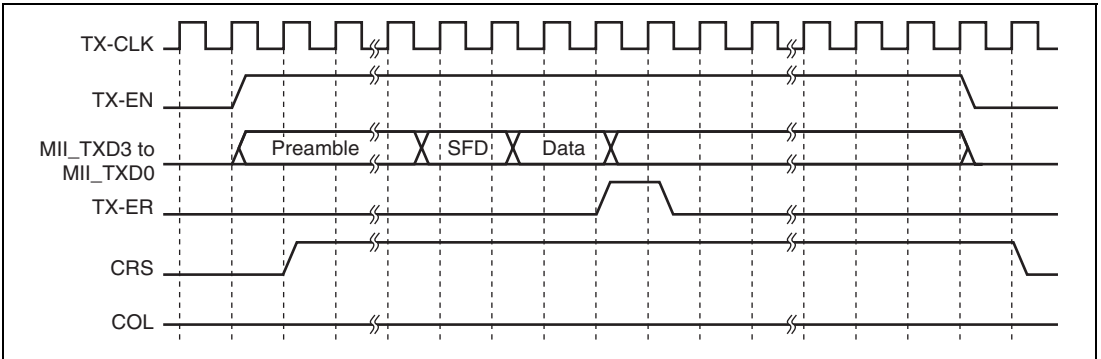 TX-CLK
TX-EN
MII_TXD3 to
MII_TXD0
Preamble
SFD
Data
TX-ER
CRS
COL